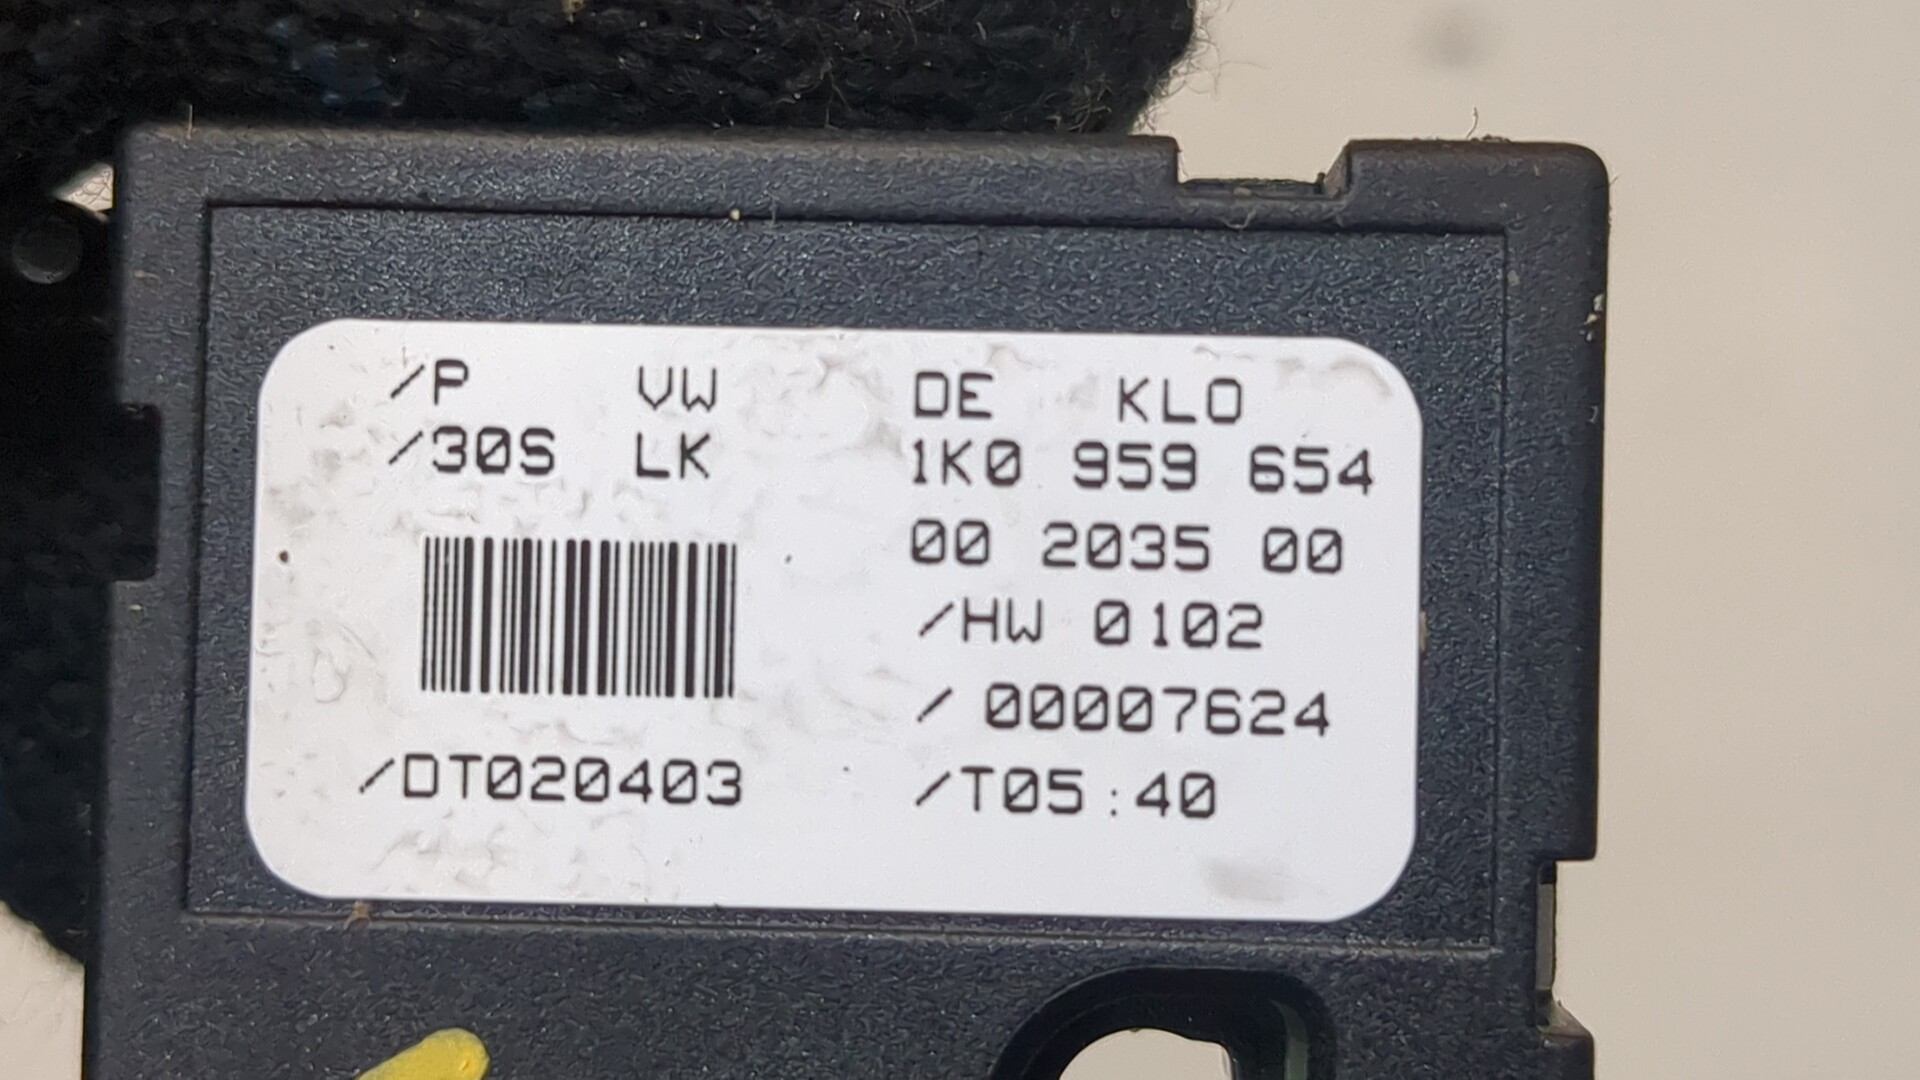 /P VW DE KLO
/30S LK 1K0 959 654
00 2035 00
/HW 0102
/ 00007624
/DT020403 /T05:40